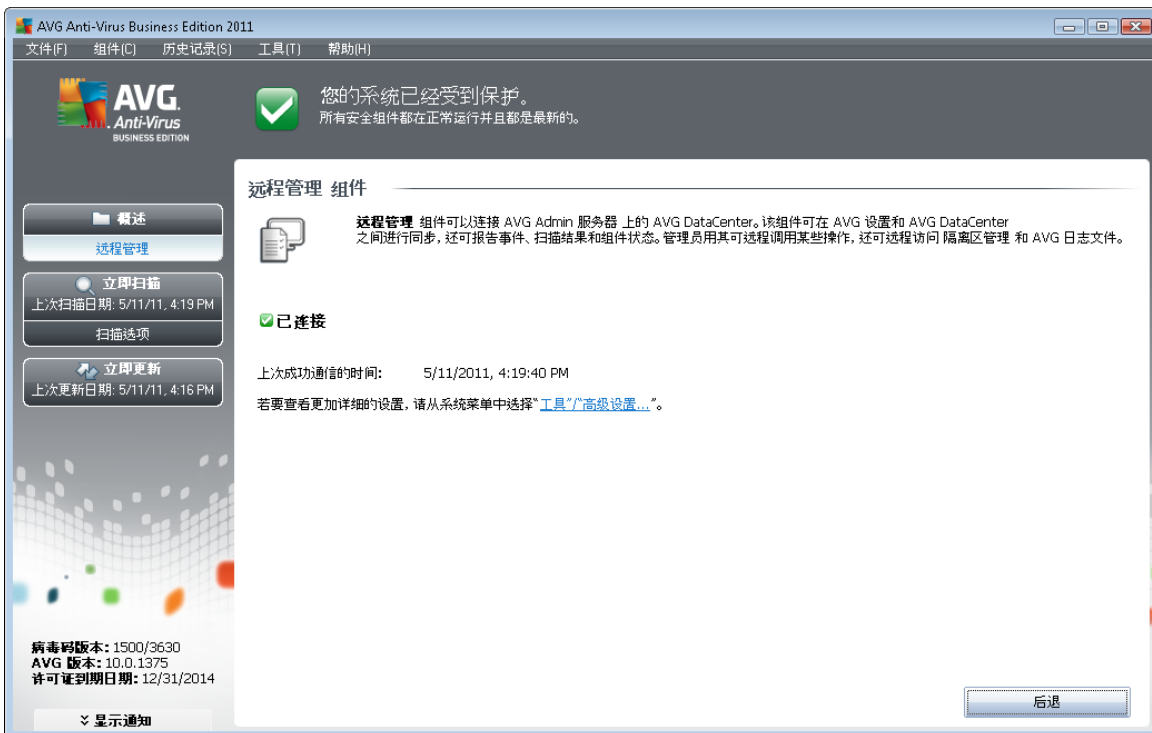 AVG Anti-Virus Business Edition 2011
文件(F) 组件(C) 历史记录(S) 工具(T) 帮助(H)
AVG.
Anti-Virus
BUSINESS EDITION
您的系统已经受到保护。
所有安全组件都在正常运行并且都是最新的。
概述
远程管理
立即扫描
上次扫描日期: 5/11/11, 4:19 PM
扫描选项
立即更新
上次更新日期: 5/11/11, 4:16 PM
病毒码版本: 1500/3630
AVG 版本: 10.0.1375
许可证到期日期: 12/31/2014
显示通知
远程管理 组件
远程管理 组件可以连接 AVG Admin 服务器 上的 AVG DataCenter。该组件可在 AVG 设置和 AVG DataCenter
之间进行同步，还可报告事件、扫描结果和组件状态。管理员用其可远程调用某些操作，还可远程访问 隔离区管理 和 AVG 日志文件。
已连接
上次成功通信的时间: 5/11/2011, 4:19:40 PM
若要查看更加详细的设置，请从系统菜单中选择“工具”/“高级设置...”。
后退